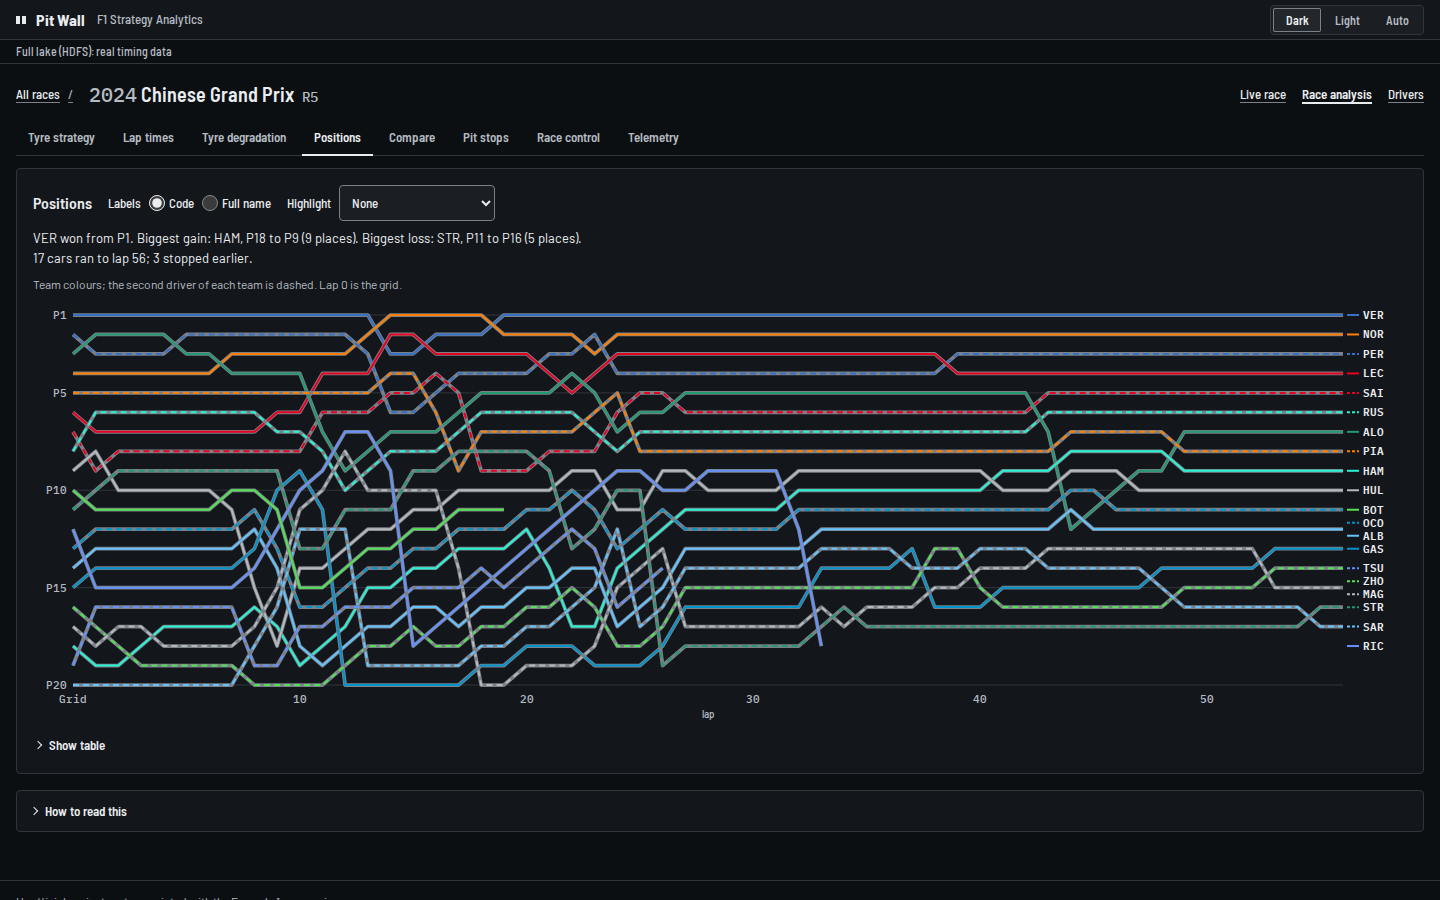 Pit Wall F1 Strategy Analytics Dark Light Auto
Full lake (HDFS): real timing data
All races / 2024 Chinese Grand Prix R5 Live race Race analysis Drivers
Tyre strategy Lap times Tyre degradation Positions Compare Pit stops Race control Telemetry
Positions Labels Code Full name Highlight None
VER won from P1. Biggest gain: HAM, P18 to P9 (9 places). Biggest loss: STR, P11 to P16 (5 places).
17 cars ran to lap 56; 3 stopped earlier.
Team colours; the second driver of each team is dashed. Lap 0 is the grid.
P1 VER
NOR
PER
LEC
P5 SAI
RUS
ALO
PIA
HAM
P10 HUL
BOT
OCO
ALB
GAS
TSU
P15 ZHO
MAG
STR
SAR
RIC
P20
Grid 10 20 30 40 50
lap
Show table
How to read this